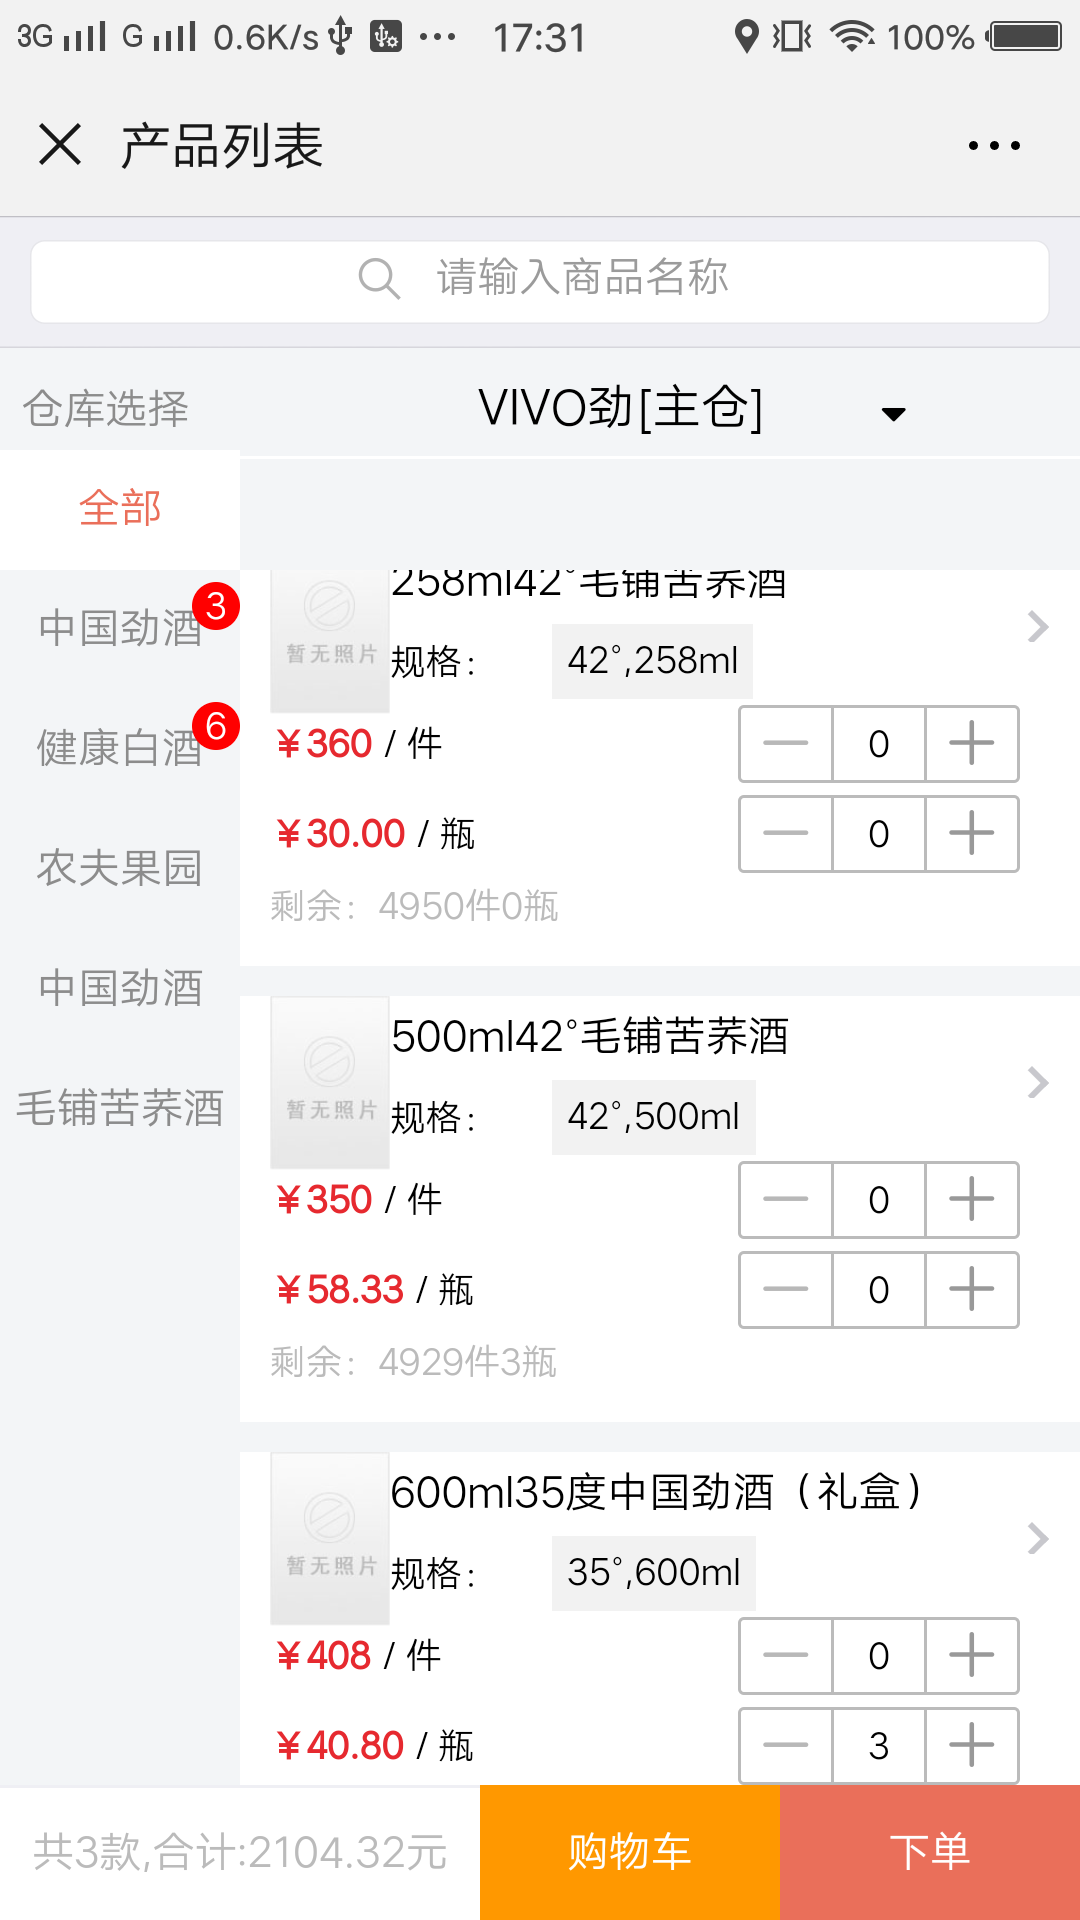 3G G 0.6K/s 17:31 100%
产品列表
请输入商品名称
仓库选择
VIVO劲[主仓]
全部
中国劲酒 3
健康白酒 6
农夫果园
中国劲酒
毛铺苦荞酒
258ml42°毛铺苦荞酒
暂无照片
规格： 42°,258ml
¥360 / 件 0
¥30.00 / 瓶 0
剩余：4950件0瓶
500ml42°毛铺苦荞酒
暂无照片
规格： 42°,500ml
¥350 / 件 0
¥58.33 / 瓶 0
剩余：4929件3瓶
600ml35度中国劲酒（礼盒）
暂无照片
规格： 35°,600ml
¥408 / 件 0
¥40.80 / 瓶 3
共3款,合计:2104.32元
购物车
下单